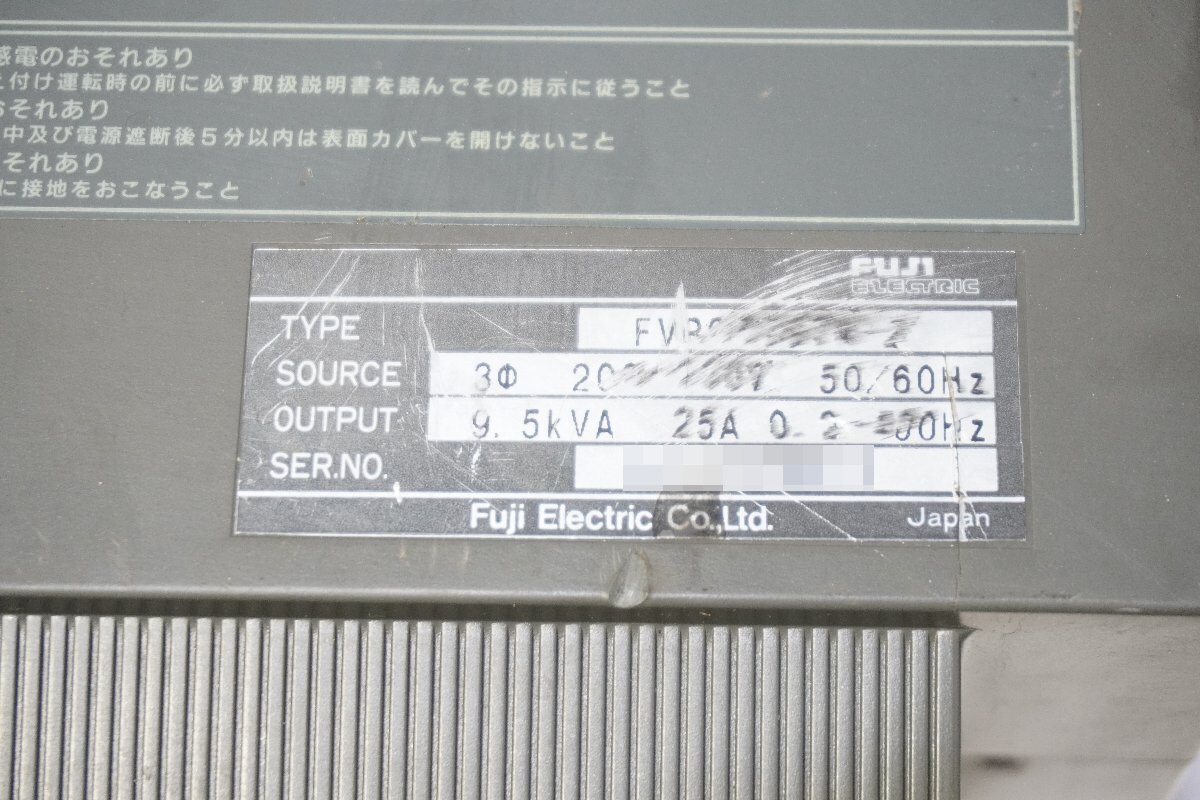 感電のおそれあり
付け運転時の前に必ず取扱説明書を読んでその指示に従うこと
おそれあり
中及び電源遮断後5分以内は表面カバーを開けないこと
それあり
に接地をおこなうこと
FUJI
ELECTRIC
TYPE
SOURCE 3Φ 50/60Hz
OUTPUT 9.5kVA 25A
SER.NO.
Fuji Electric Co.,Ltd. Japan